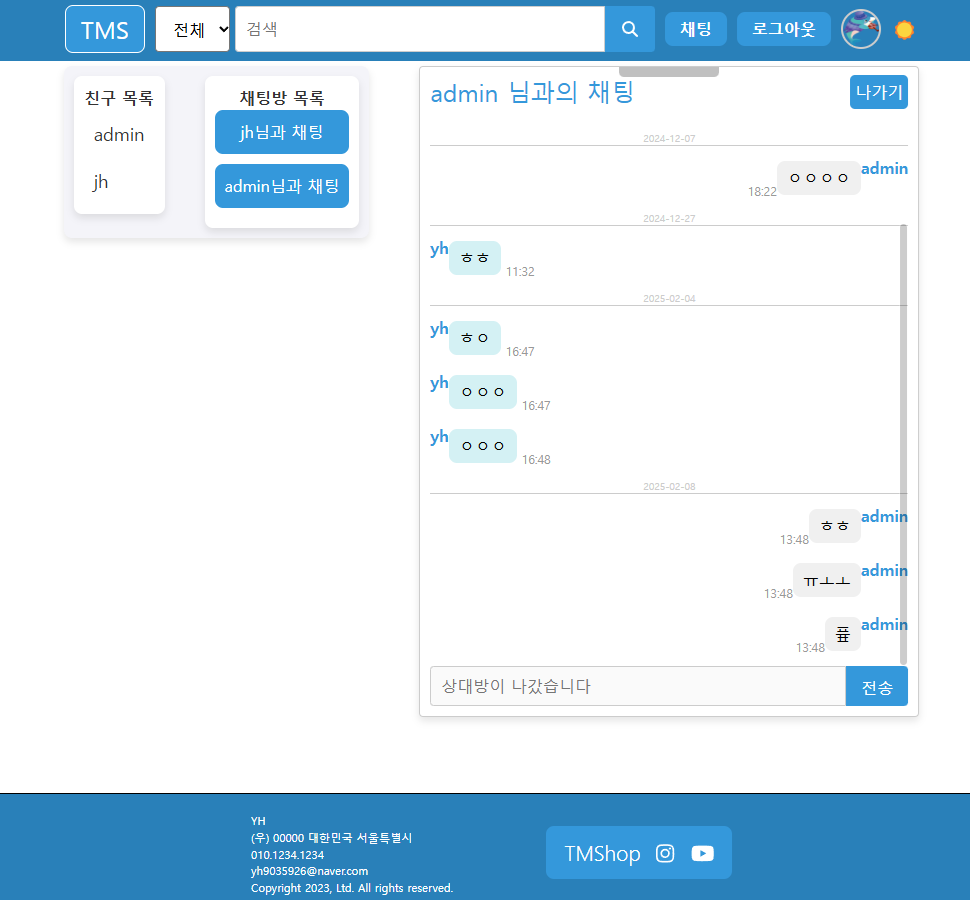 TMS 전체 검색 채팅 로그아웃
친구 목록
admin
jh
채팅방 목록
jh님과 채팅
admin님과 채팅
admin 님과의 채팅 나가기
2024-12-07
18:22 ㅇㅇㅇㅇ admin
2024-12-27
yh ㅎㅎ 11:32
2025-02-04
yh ㅎㅇ 16:47
yh ㅇㅇㅇ 16:47
yh ㅇㅇㅇ 16:48
2025-02-08
13:48 ㅎㅎ admin
13:48 ㅠㅗㅗ admin
13:48 퓶 admin
상대방이 나갔습니다 전송
YH
(우) 00000 대한민국 서울특별시
010.1234.1234
yh9035926@naver.com
Copyright 2023, Ltd. All rights reserved.
TMShop